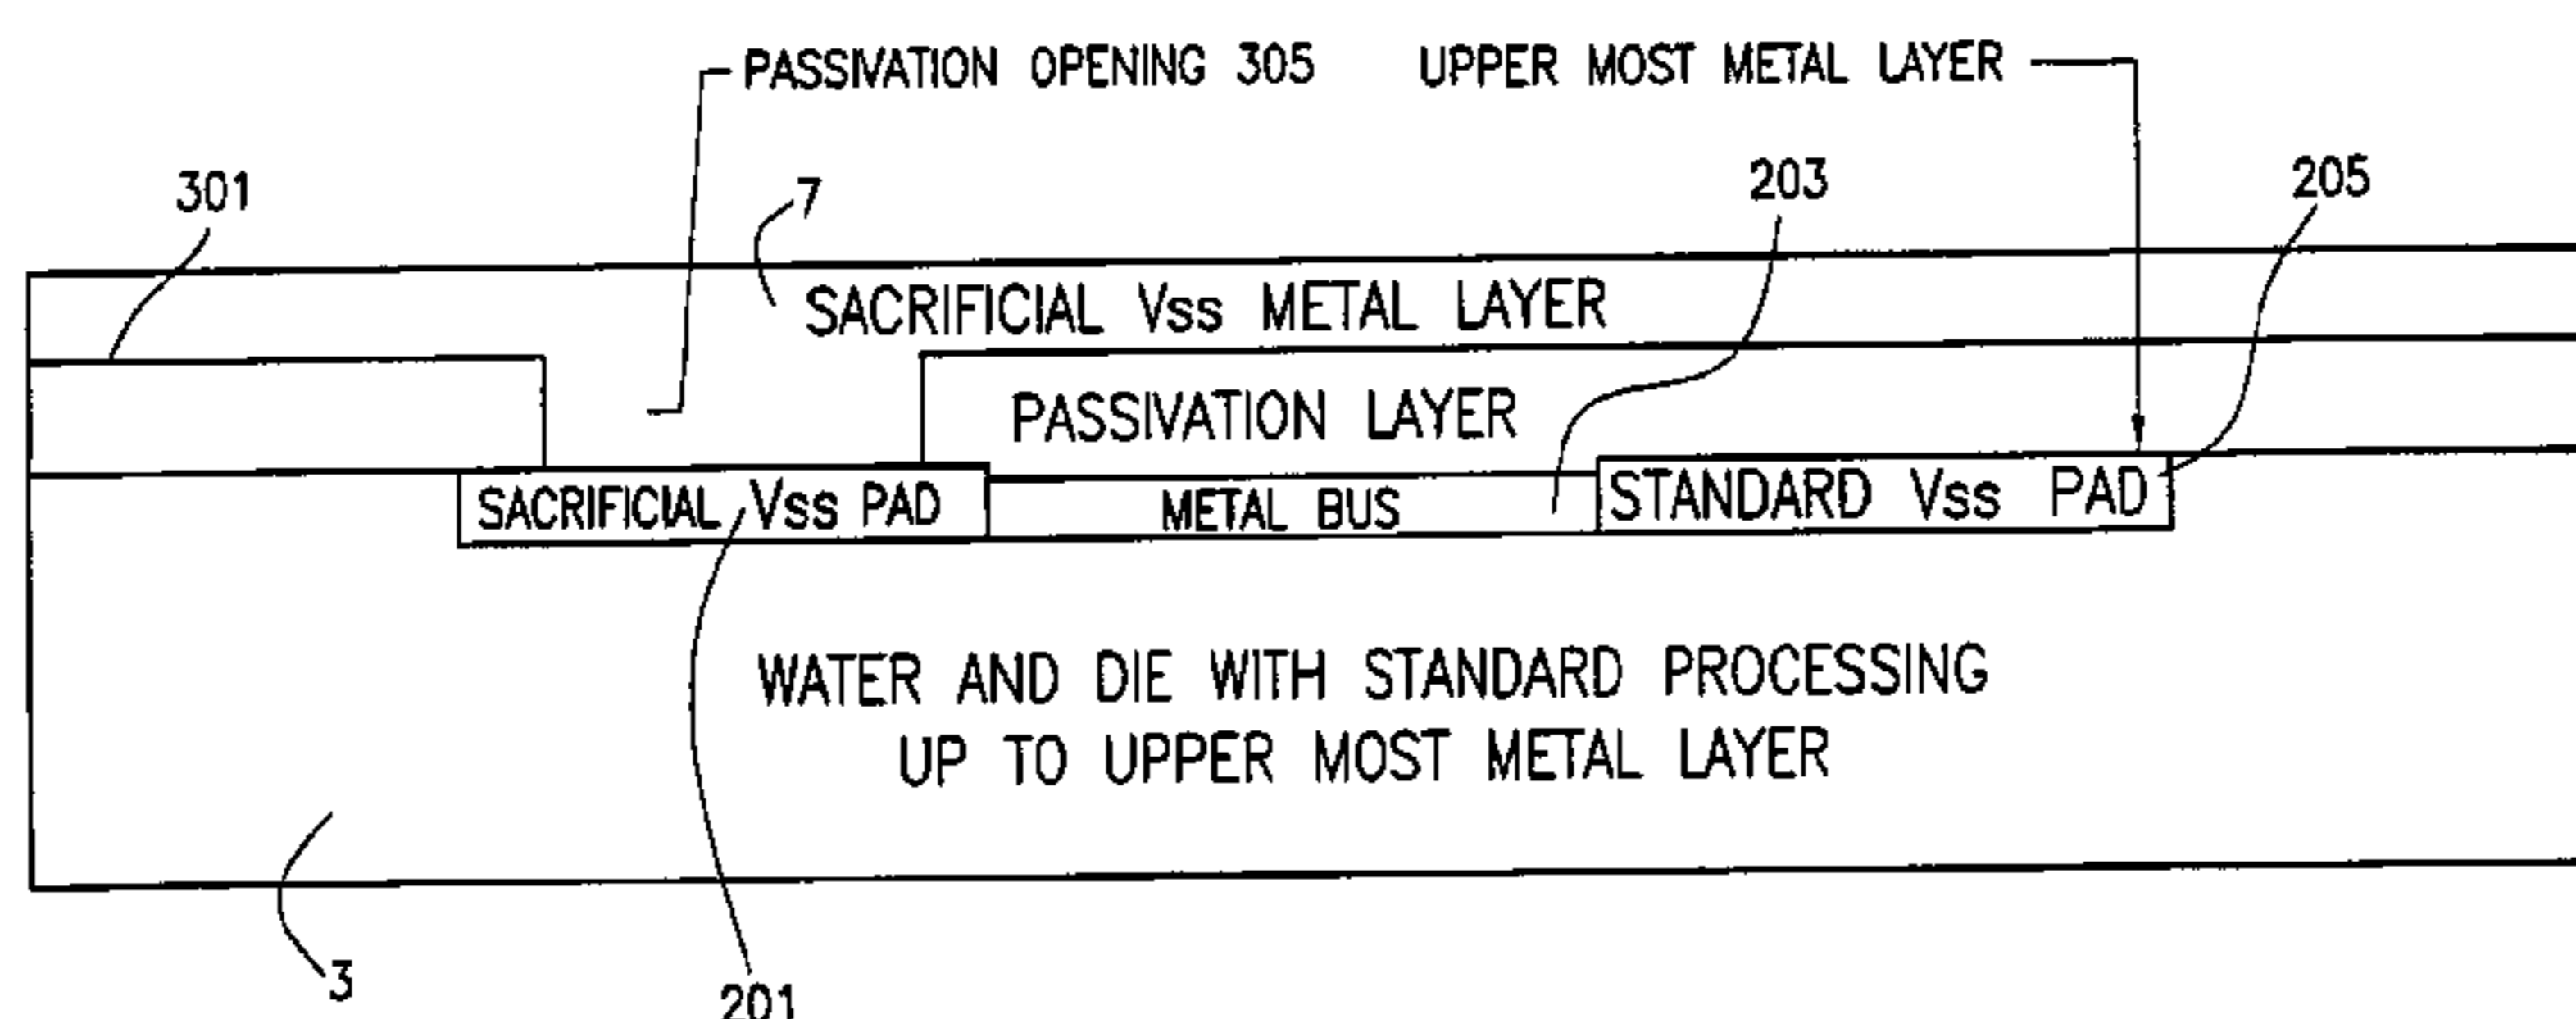 PASSIVATION OPENING 305
UPPER MOST METAL LAYER
301
7
203
205
SACRIFICIAL Vss METAL LAYER
PASSIVATION LAYER
SACRIFICIAL Vss PAD
METAL BUS
STANDARD Vss PAD
WATER AND DIE WITH STANDARD PROCESSING
UP TO UPPER MOST METAL LAYER
3
201